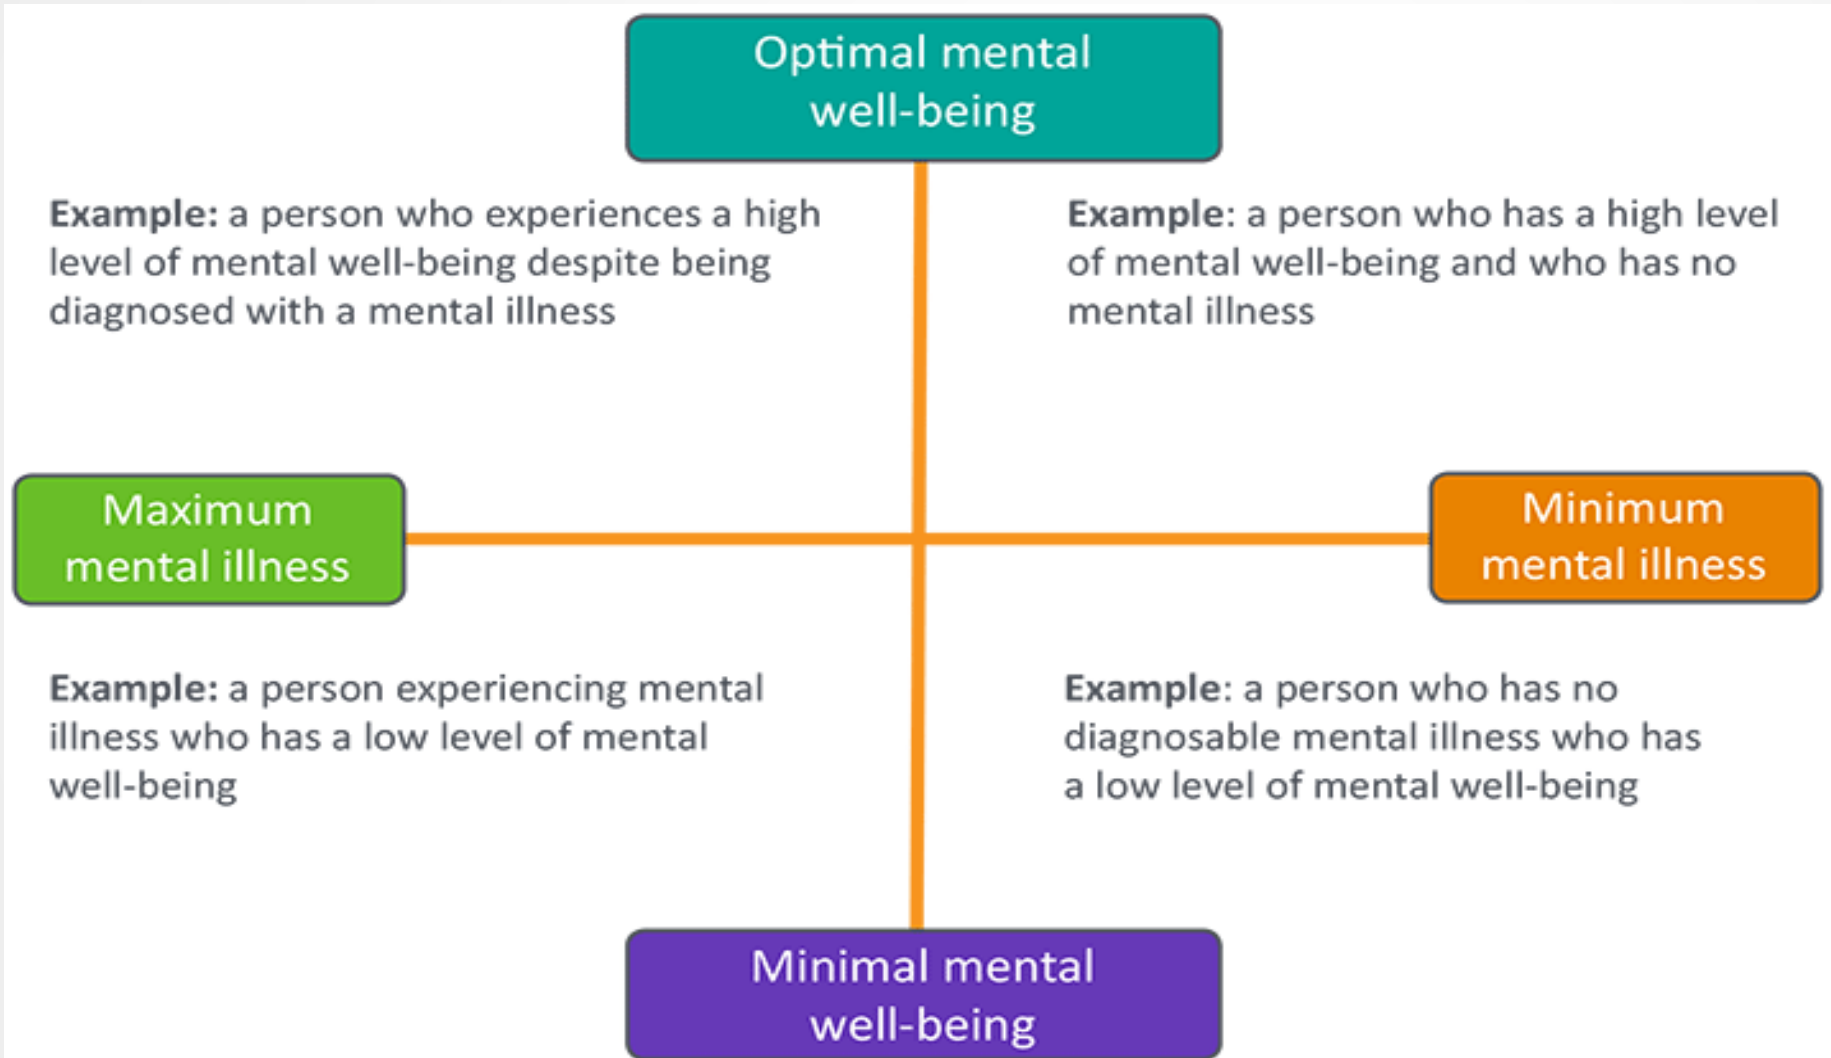 Optimal mental
well-being
Example: a person who experiences a high
level of mental well-being despite being
diagnosed with a mental illness
Example: a person who has a high level
of mental well-being and who has no
mental illness
Maximum
mental illness
Minimum
mental illness
Example: a person experiencing mental
illness who has a low level of mental
well-being
Example: a person who has no
diagnosable mental illness who has
a low level of mental well-being
Minimal mental
well-being